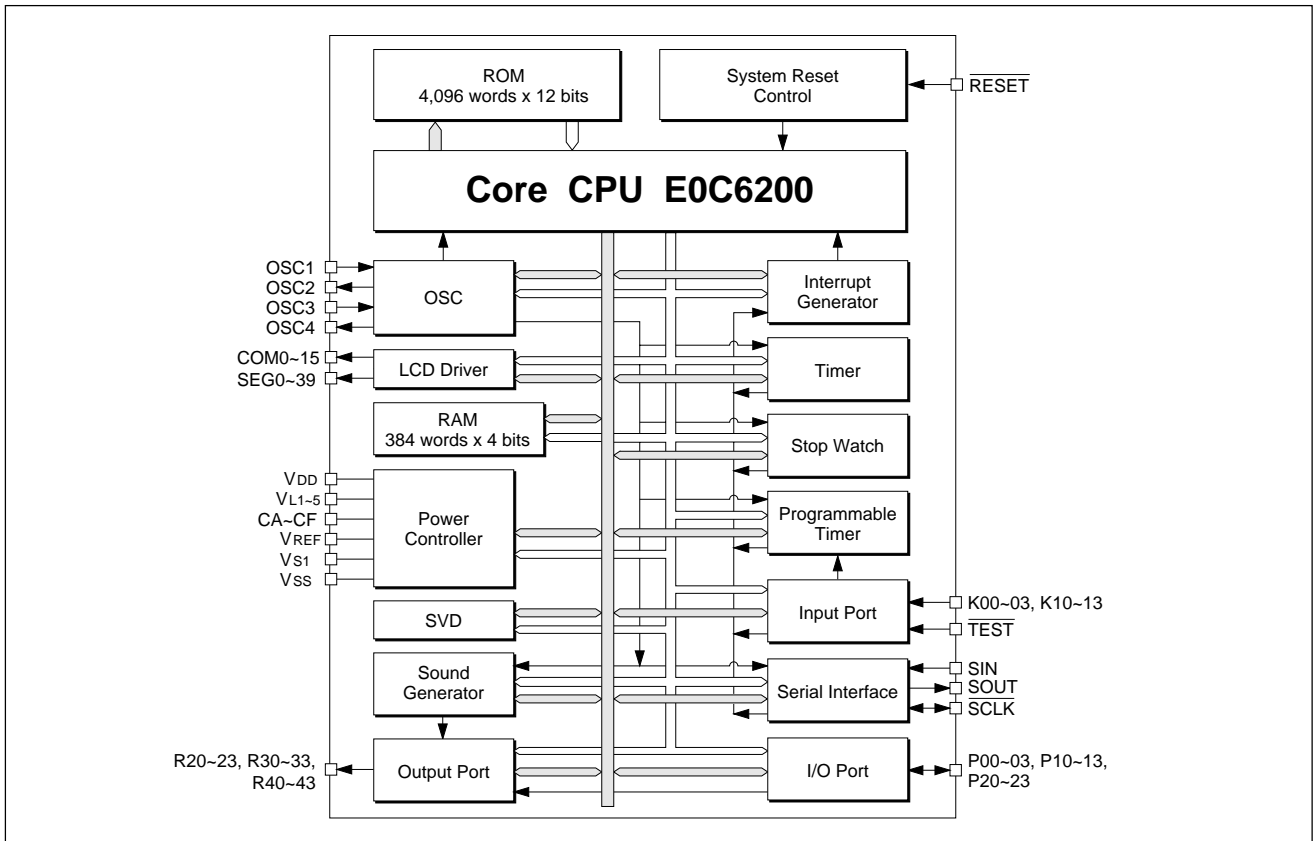 ROM
4,096 words x 12 bits
System Reset
Control
RESET
Core CPU E0C6200
OSC1
OSC2
OSC3
OSC4
OSC
Interrupt
Generator
COM0~15
SEG0~39
LCD Driver
Timer
RAM
384 words x 4 bits
Stop Watch
VDD
VL1~5
CA~CF
VREF
VS1
VSS
Power
Controller
Programmable
Timer
Input Port
K00~03, K10~13
TEST
SVD
Sound
Generator
Serial Interface
SIN
SOUT
SCLK
R20~23, R30~33,
R40~43
Output Port
I/O Port
P00~03, P10~13,
P20~23